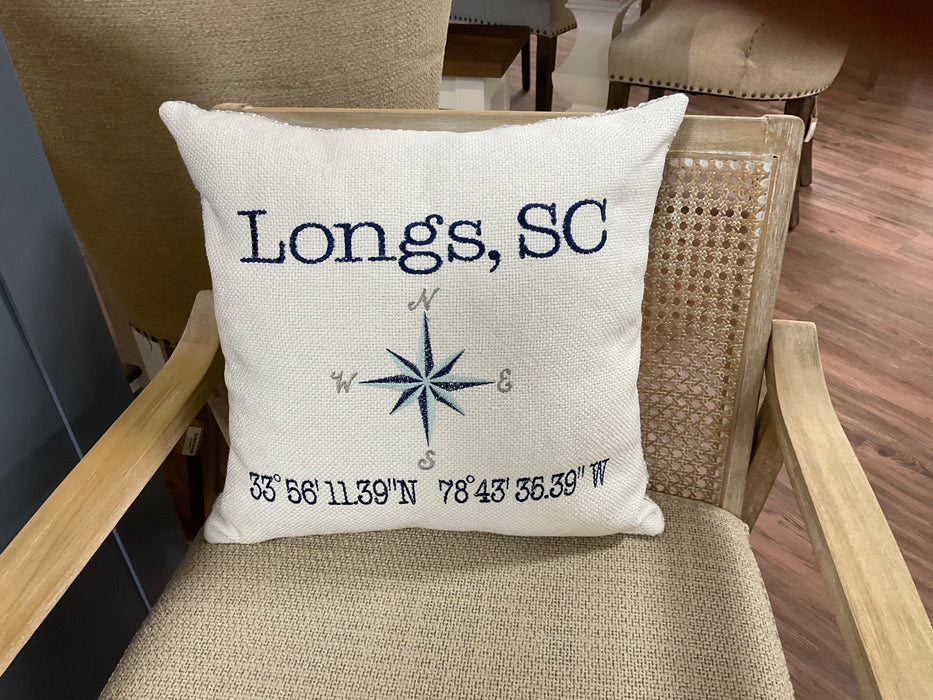 Longs, SC
N
W E
S
33° 56' 11.39"N 78°43' 35.39" W